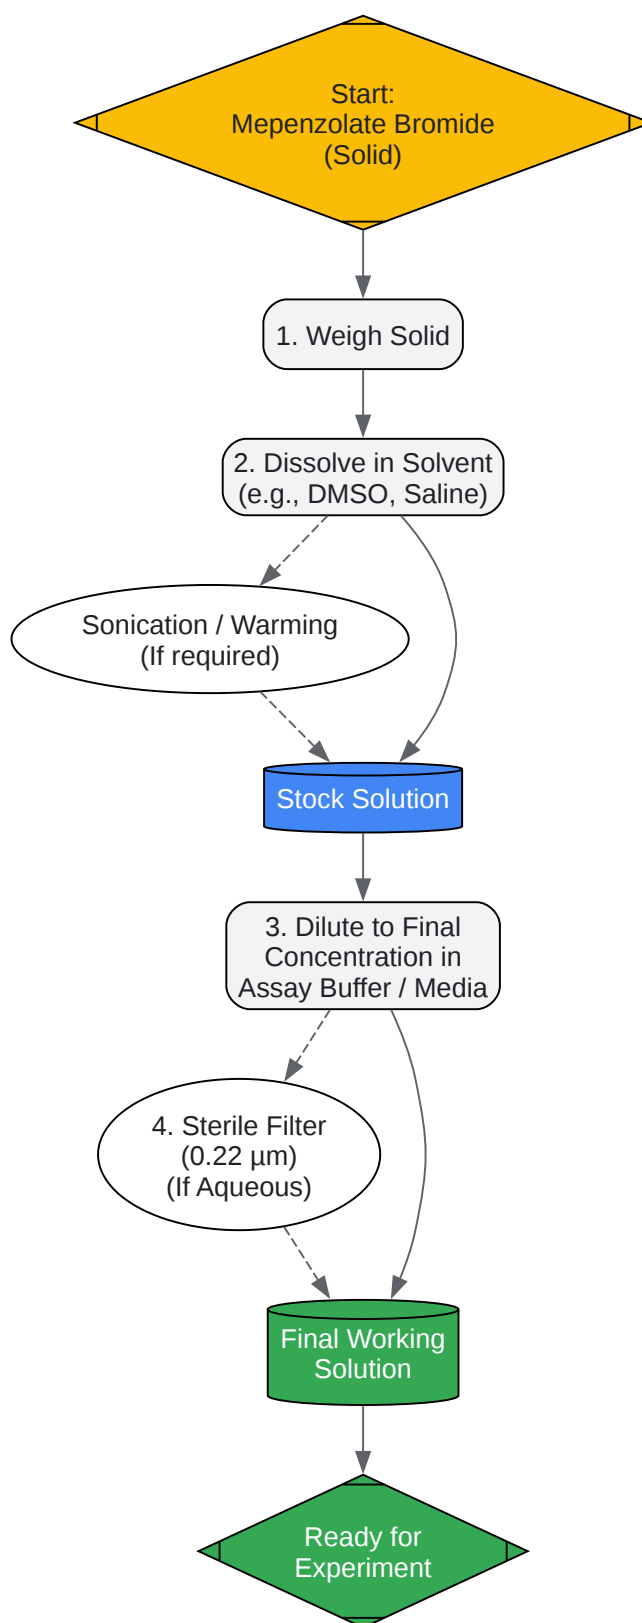 Start:
Mepenzolate Bromide
(Solid)
1. Weigh Solid
2. Dissolve in Solvent
(e.g., DMSO, Saline)
Sonication / Warming
(If required)
Stock Solution
3. Dilute to Final
Concentration in
Assay Buffer / Media
4. Sterile Filter
(0.22 µm)
(If Aqueous)
Final Working
Solution
Ready for
Experiment